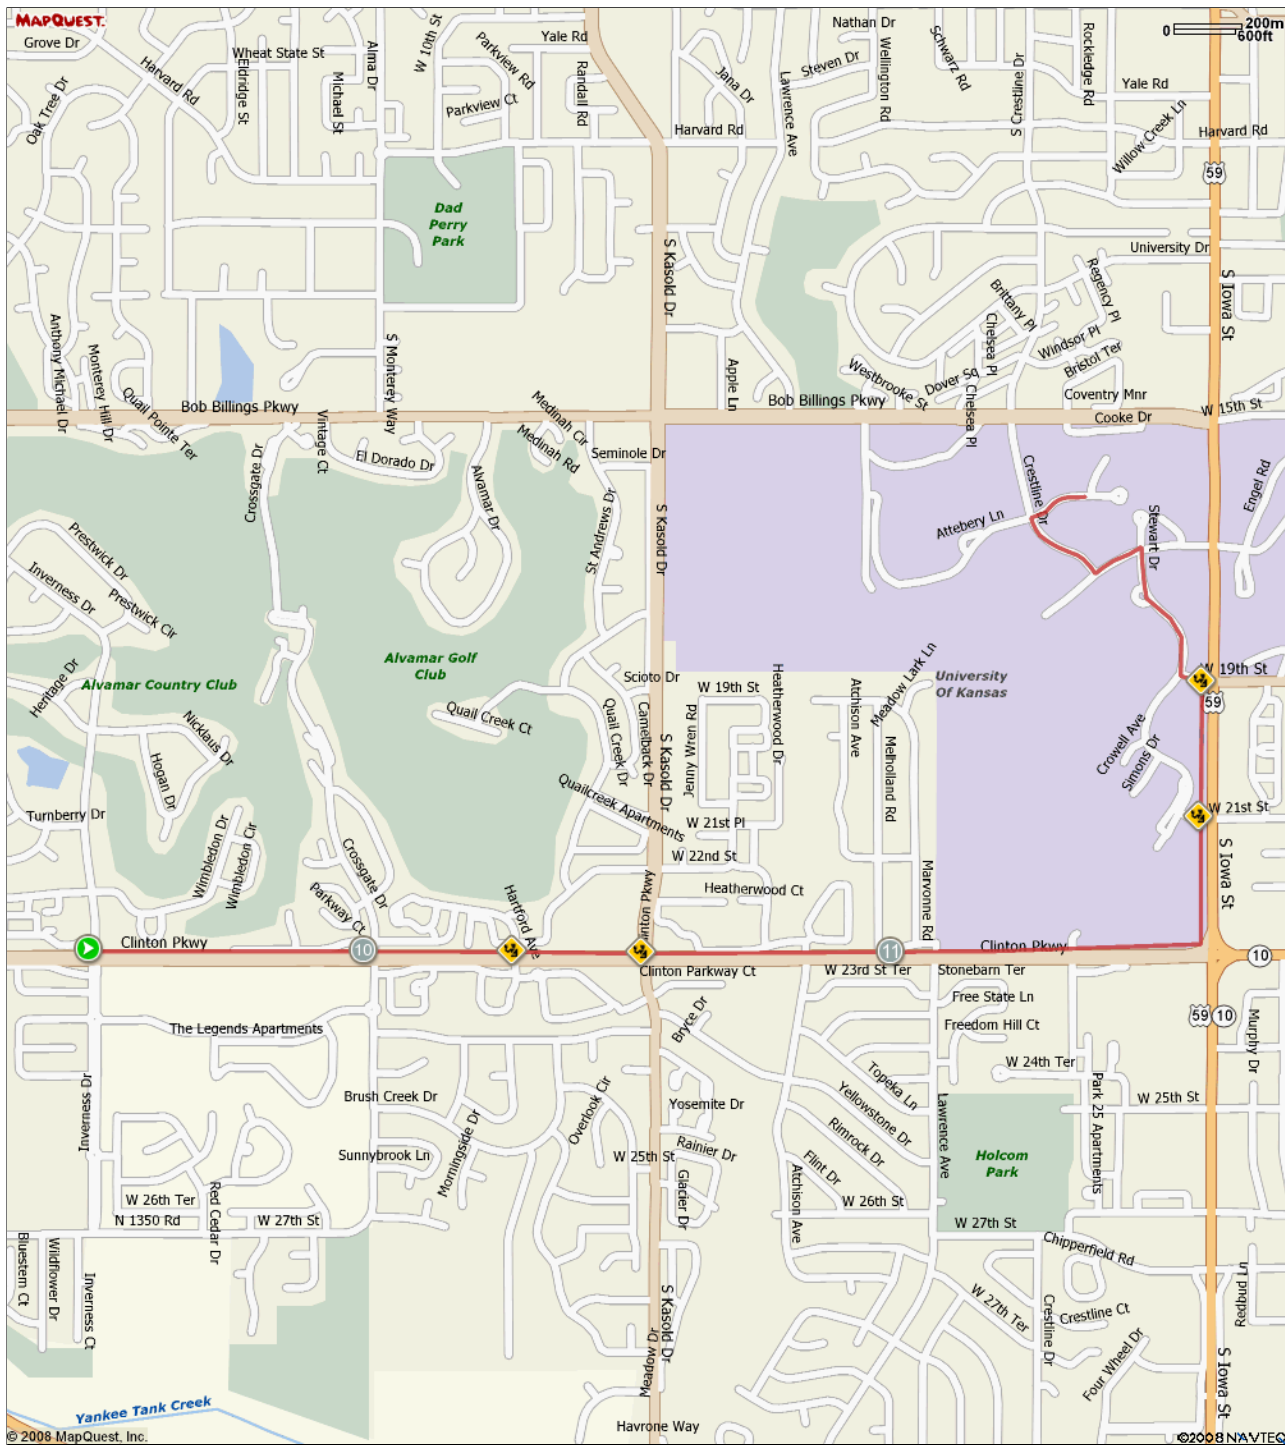 MAPQUEST.
Nathan Dr
200m
0
600ft
Grove Dr
Wheat State St
Alma Dr
W 10th St
Yale Rd
Parkview Rd
Steven Dr
Wellington Rd
Schwarz Rd
S Crestline Dr
Rockledge Rd
Yale Rd
Harvard Rd
Eldridge St
Michael St
Parkview Ct
Randall Rd
Jana Dr
Lawrence Ave
Oak Tree Dr
Harvard Rd
Willow Creek Ln
Harvard Rd
59
Dad
Perry
Park
S Kasold Dr
University Dr
Regency Pl
S Iowa St
Brittany Pl
Anthony Michael Dr
Monterey Hill Dr
S Monterey Way
Chelsea Pl
Windsor Pl
Bristol Ter
Apple Ln
Westbrooke St
Dover Sq
Quail Pointe Ter
Bob Billings Pkwy
Medinah Cir
Bob Billings Pkwy
Chelsea Pl
Coventry Mnr
Cooke Dr
W 15th St
Vintage Ct
Medinah Rd
Crossgate Dr
El Dorado Dr
Seminole Dr
Alvamar Dr
Crestline Dr
Engel Rd
St Andrews Dr
S Kasold Dr
Attebery Ln
Stewart Dr
Prestwick Dr
Inverness Dr
Prestwick Cir
Alvamar Golf
Club
Heritage Dr
Alvamar Country Club
Scioto Dr
W 19th St
Meadow Lark Ln
University
Of Kansas
W 19th St
59
Heatherwood Dr
Atchison Ave
Quail Creek Ct
Nicklaus Dr
Quail Creek Dr
Camelback Dr
Jenny Wren Rd
S Kasold Dr
Hogan Dr
Melholland Rd
Crowell Ave
Simons Dr
Turnberry Dr
Quailcreek Apartments
W 21st Pl
W 21st St
Wimbledon Dr
Wimbledon Cir
Crossgate Dr
W 22nd St
S Iowa St
Parkway Ct
Hartford Ave
Clinton Pkwy
Heatherwood Ct
Marvonne Rd
Clinton Pkwy
10
11
Clinton Pkwy
10
Clinton Parkway Ct
W 23rd St Ter
Stonebarn Ter
Free State Ln
The Legends Apartments
Bryce Dr
Freedom Hill Ct
59
10
Murphy Dr
W 24th Ter
Inverness Dr
Brush Creek Dr
Overlook Cir
Yosemite Dr
Topeka Ln
Yellowstone Dr
Lawrence Ave
Park 25 Apartments
W 25th St
Morningside Dr
Rimrock Dr
Sunnybrook Ln
W 25th St
Rainier Dr
Flint Dr
Holcom
Park
W 26th Ter
Red Cedar Dr
Glacier Dr
Atchison Ave
W 26th St
N 1350 Rd
W 27th St
W 27th St
Chipperfield Rd
Bluestem Ct
Wildflower Dr
Inverness Ct
S Kasold Dr
W 27th Ter
Crestline Dr
Crestline Ct
Redbud Ln
Meadow Dr
Four Wheel Dr
S Iowa St
Yankee Tank Creek
Havrone Way
© 2008 MapQuest, Inc.
©2008 NAVTEQ